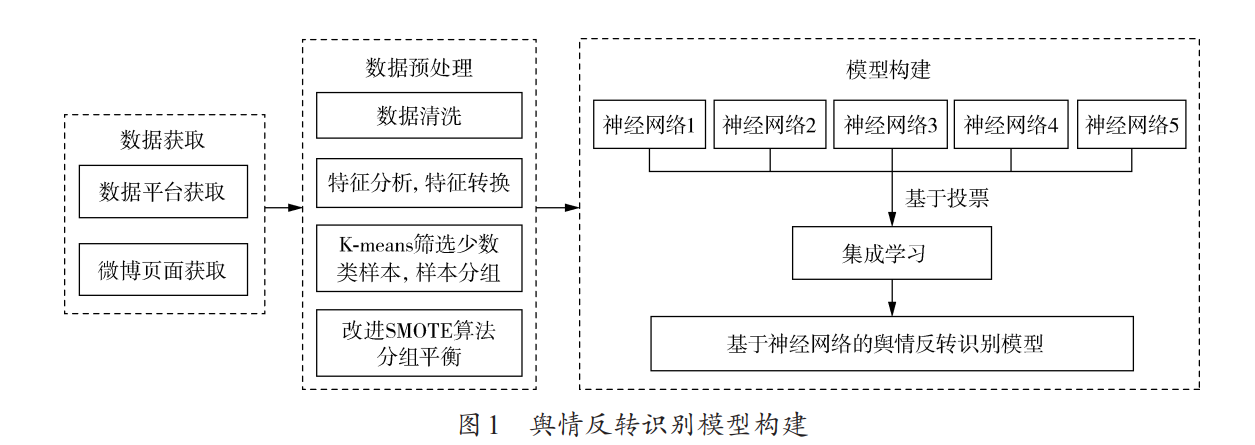 数据获取
数据平台获取
微博页面获取
数据预处理
数据清洗
特征分析，特征转换
K-means筛选少数
类样本，样本分组
改进SMOTE算法
分组平衡
模型构建
神经网络1
神经网络2
神经网络3
神经网络4
神经网络5
基于投票
集成学习
基于神经网络的舆情反转识别模型
图1 舆情反转识别模型构建